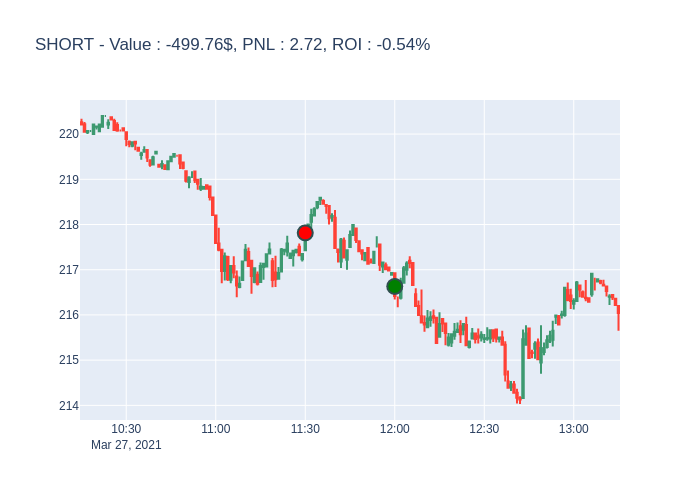 SHORT - Value : -499.76$, PNL : 2.72, ROI : -0.54%
220
219
218
217
216
215
214
10:30 11:00 11:30 12:00 12:30 13:00
Mar 27, 2021